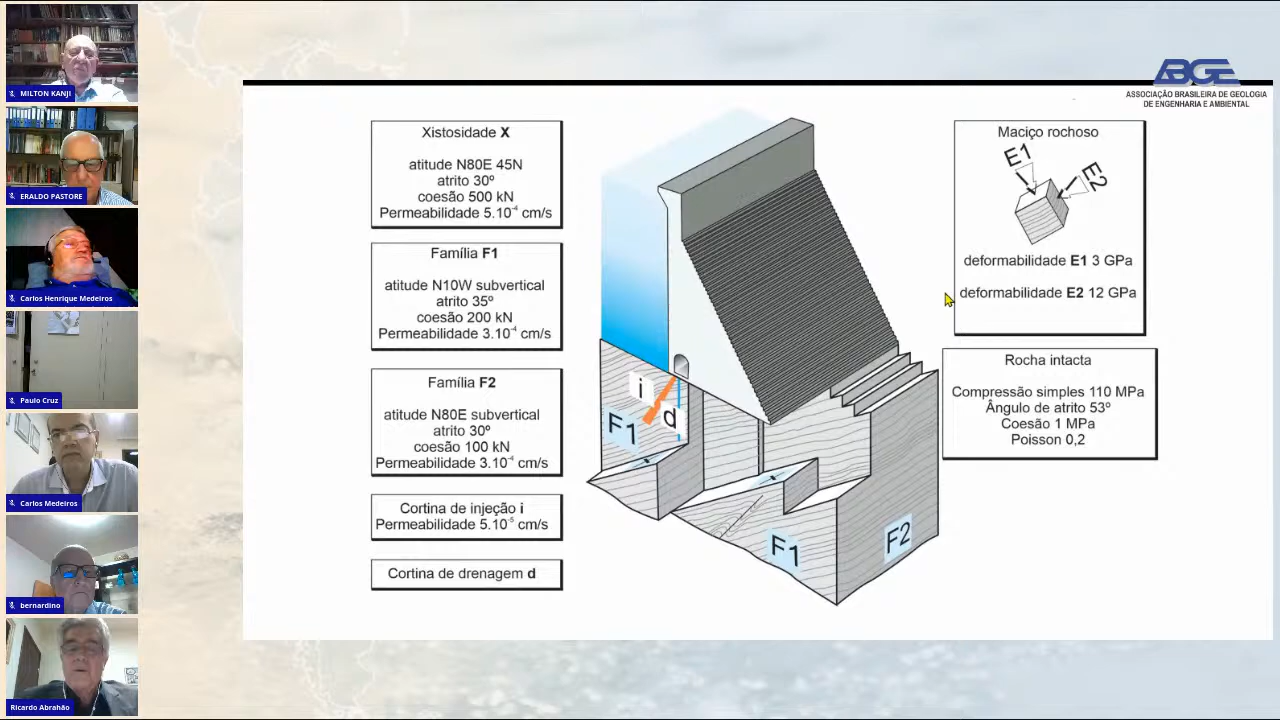 MILTON KANJI
ERALDO PASTORE
Carlos Henrique Medeiros
Paulo Cruz
Carlos Medeiros
bernardino
Ricardo Abrahão
ABGE
ASSOCIAÇÃO BRASILEIRA DE GEOLOGIA
DE ENGENHARIA E AMBIENTAL
Xistosidade X
atitude N80E 45N
atrito 30º
coesão 500 kN
Permeabilidade 5.10⁻⁴ cm/s
Família F1
atitude N10W subvertical
atrito 35º
coesão 200 kN
Permeabilidade 3.10⁻⁴ cm/s
Família F2
atitude N80E subvertical
atrito 30º
coesão 100 kN
Permeabilidade 3.10⁻⁴ cm/s
Cortina de injeção i
Permeabilidade 5.10⁻⁵ cm/s
Cortina de drenagem d
i
d
F1
F1
F2
Maciço rochoso
E1
E2
deformabilidade E1 3 GPa
deformabilidade E2 12 GPa
Rocha intacta
Compressão simples 110 MPa
Ângulo de atrito 53º
Coesão 1 MPa
Poisson 0,2